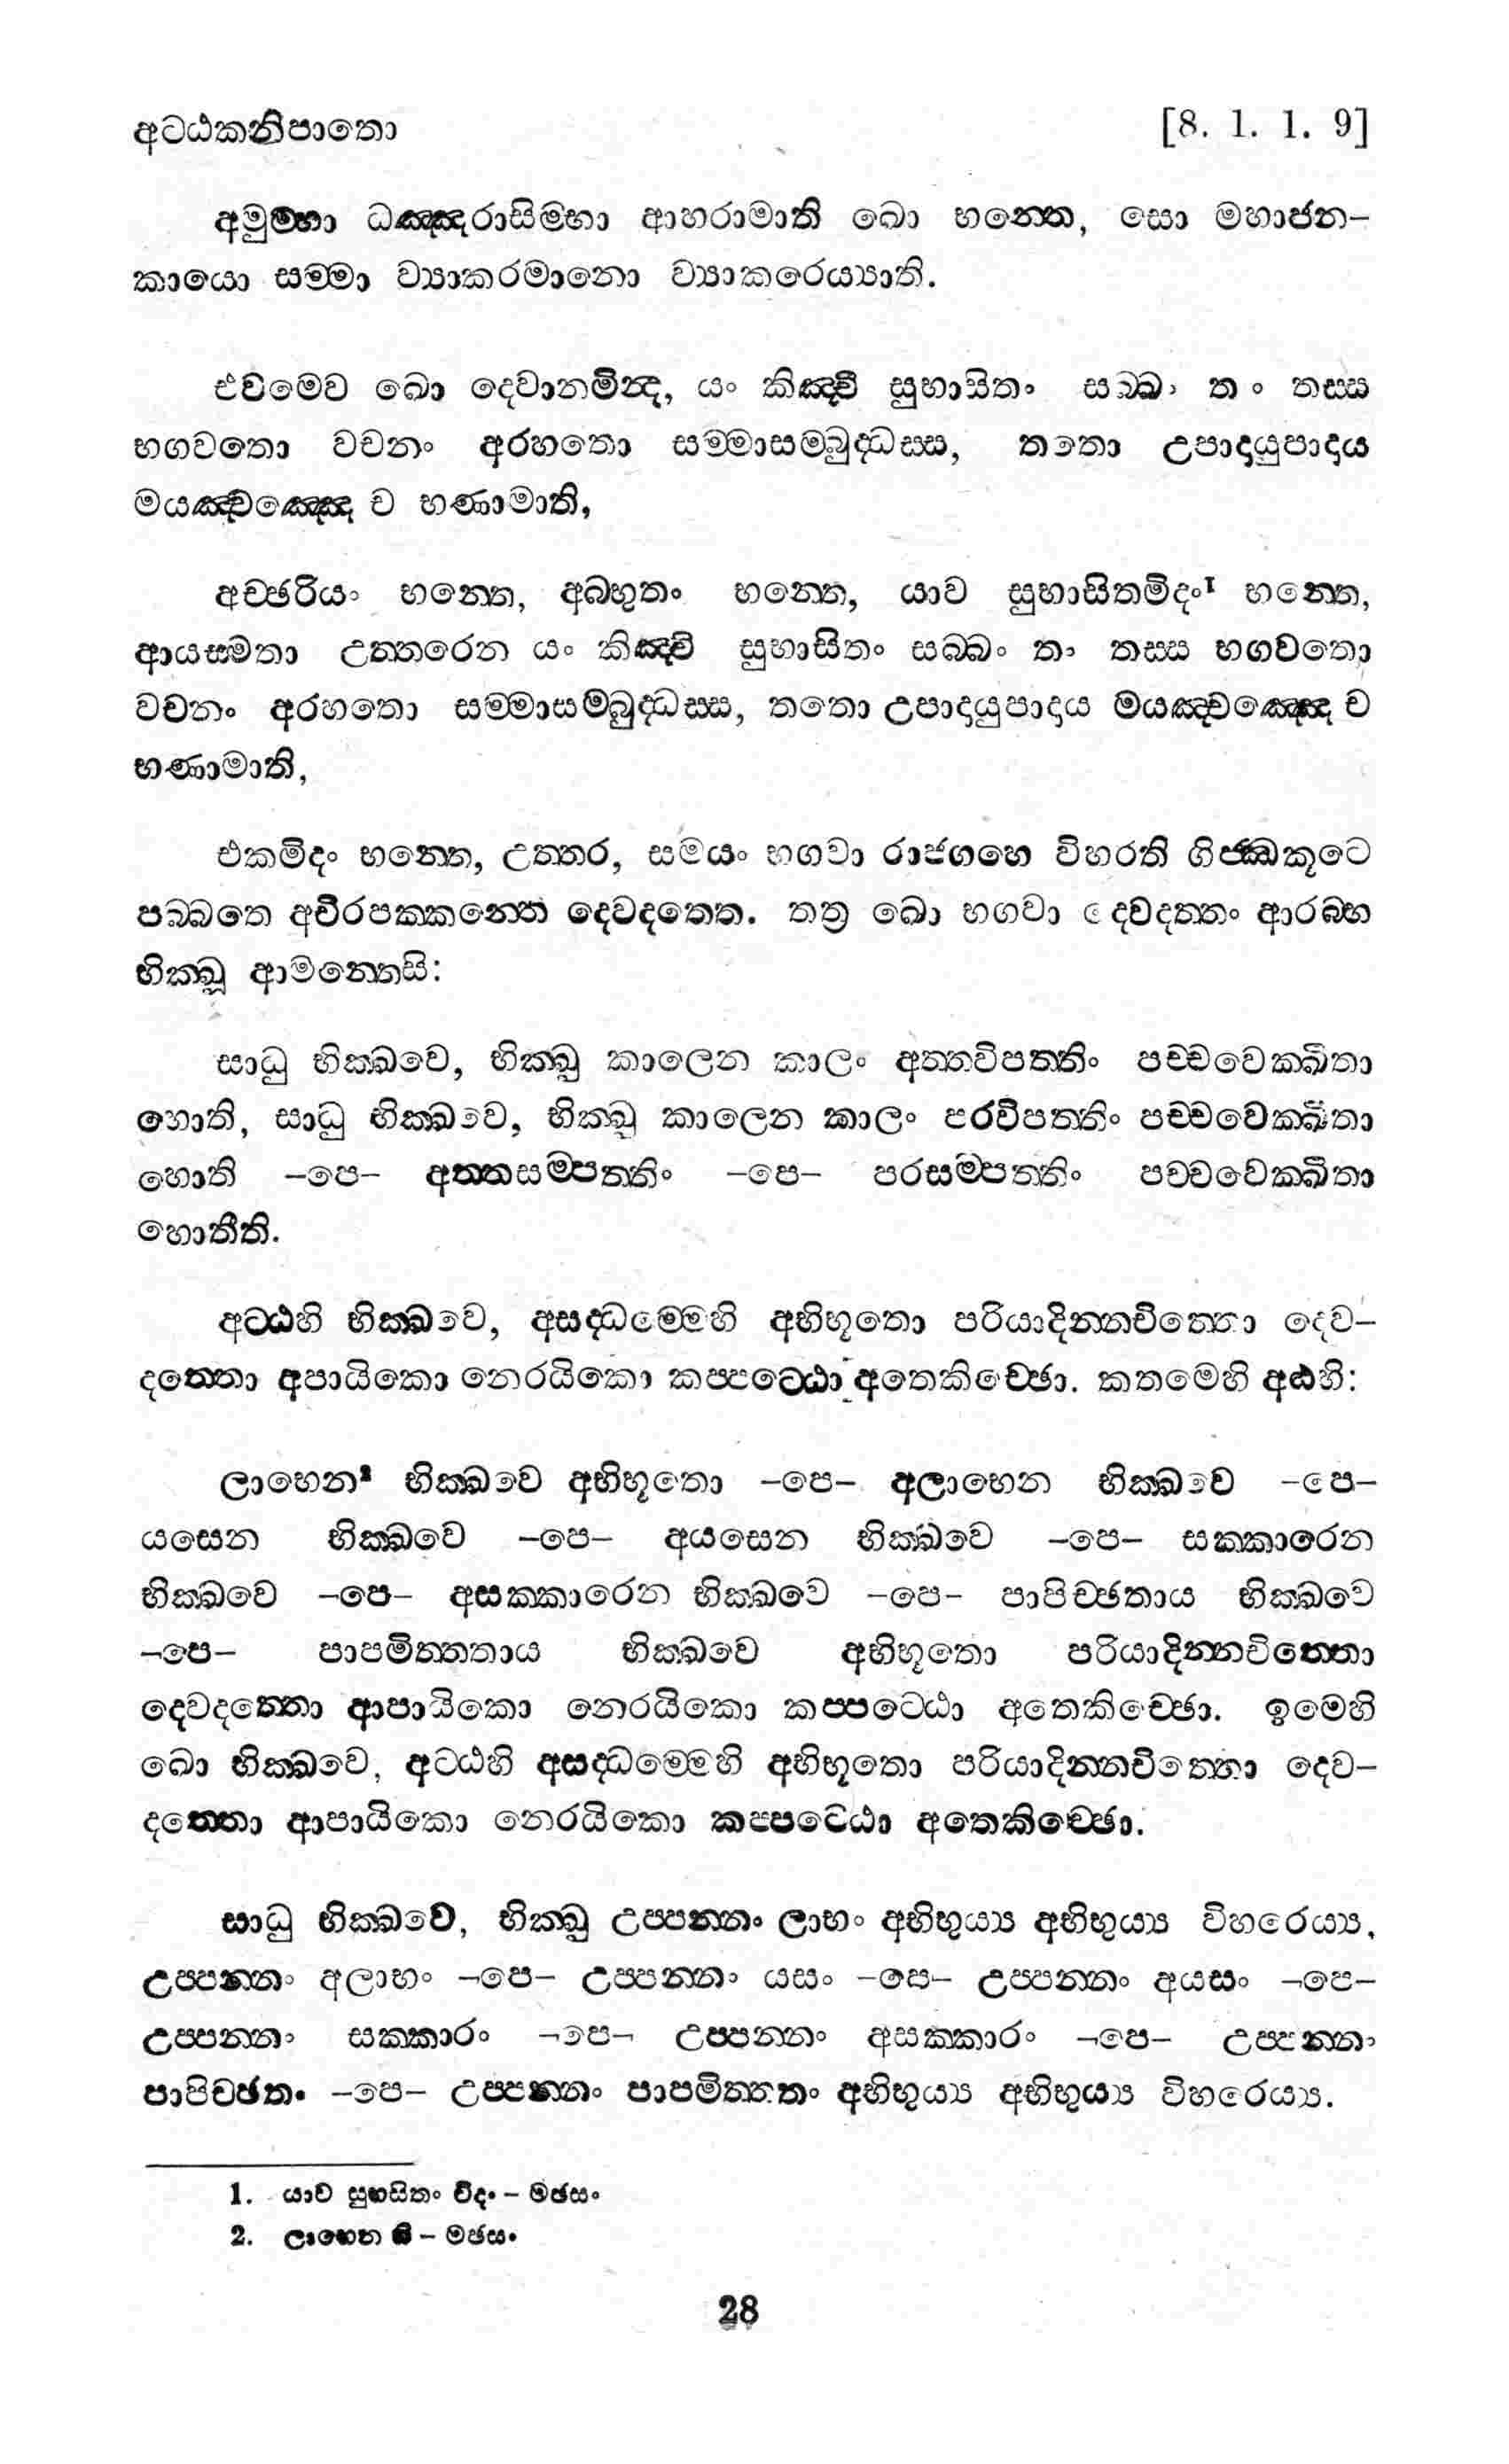 අටඨකනිපාතො [8. 1. 1. 9]
අමුම්හා ධඤ්ඤරාසිම්හා ආහරාමාති ඛො භන්තෙ, සො මහාජන–
කායො සම්මා ව්‍යාකරමානො ව්‍යාකරෙය්‍යාති.
එවමෙව ඛො දෙවානමින්ද, යං කිඤ්චි සුභාසිතං සබ්බං තං තස්ස
භගවතො වචනං අරහතො සම්මාසම්බුද්ධස්ස, තතො උපාදායුපාදාය
මයඤ්චඤ්ඤෙ ච භණාමාති,
අච්ඡරියං භන්තෙ, අබ්භුතං භන්තෙ, යාව සුභාසිතමිදං¹ භන්තෙ,
ආයස්මතා උත්තරෙන යං කිඤ්චි සුභාසිතං සබ්බං තං තස්ස භගවතො
වචනං අරහතො සම්මාසම්බුද්ධස්ස, තතො උපාදායුපාදාය මයඤ්චඤ්ඤෙ ච
භණාමාති,
එකමිදං භන්තෙ, උත්තර, සමයං භගවා රාජගහෙ විහරති ගිජ්ඣකූටෙ
පබ්බතෙ අචිරපක්කන්තෙ දෙවදත්තෙ. තත්‍ර ඛො භගවා දෙවදත්තං ආරබ්භ
භික්ඛූ ආමන්තෙසි:
සාධු භික්ඛවෙ, භික්ඛු කාලෙන කාලං අත්තවිපත්තිං පච්චවෙක්ඛිතා
හොති, සාධු භික්ඛවෙ, භික්ඛු කාලෙන කාලං පරවිපත්තිං පච්චවෙක්ඛිතා
හොති –පෙ– අත්තසම්පත්තිං –පෙ– පරසම්පත්තිං පච්චවෙක්ඛිතා
හොතීති.
අට්ඨහි භික්ඛවෙ, අසද්ධම්මෙහි අභිභූතො පරියාදින්නචිත්තො දෙව–
දත්තො අපායිකො නෙරයිකො කප්පට්ඨො අතෙකිච්ඡො. කතමෙහි අට්ඨහි:
ලාභෙන² භික්ඛවෙ අභිභූතො –පෙ– අලාභෙන භික්ඛවෙ –පෙ–
යසෙන භික්ඛවෙ –පෙ– අයසෙන භික්ඛවෙ –පෙ– සක්කාරෙන
භික්ඛවෙ –පෙ– අසක්කාරෙන භික්ඛවෙ –පෙ– පාපිච්ඡතාය භික්ඛවෙ
–පෙ– පාපමිත්තතාය භික්ඛවෙ අභිභූතො පරියාදින්නචිත්තො
දෙවදත්තො ආපායිකො නෙරයිකො කප්පට්ඨො අතෙකිච්ඡො. ඉමෙහි
ඛො භික්ඛවෙ, අට්ඨහි අසද්ධම්මෙහි අභිභූතො පරියාදින්නචිත්තො දෙව–
දත්තො ආපායිකො නෙරයිකො කප්පට්ඨො අතෙකිච්ඡො.
සාධු භික්ඛවෙ, භික්ඛු උප්පන්නං ලාභං අභිභුය්‍ය අභිභුය්‍ය විහරෙය්‍ය,
උප්පන්නං අලාභං –පෙ– උප්පන්නං යසං –පෙ– උප්පන්නං අයසං –පෙ–
උප්පන්නං සක්කාරං –පෙ– උප්පන්නං අසක්කාරං –පෙ– උප්පන්නං
පාපිච්ඡතං –පෙ– උප්පන්නං පාපමිත්තතං අභිභුය්‍ය අභිභුය්‍ය විහරෙය්‍ය.
1. යාව සුභාසිතං චිදං – මඡසං
2. ලාභෙන හි – මඡසං
28